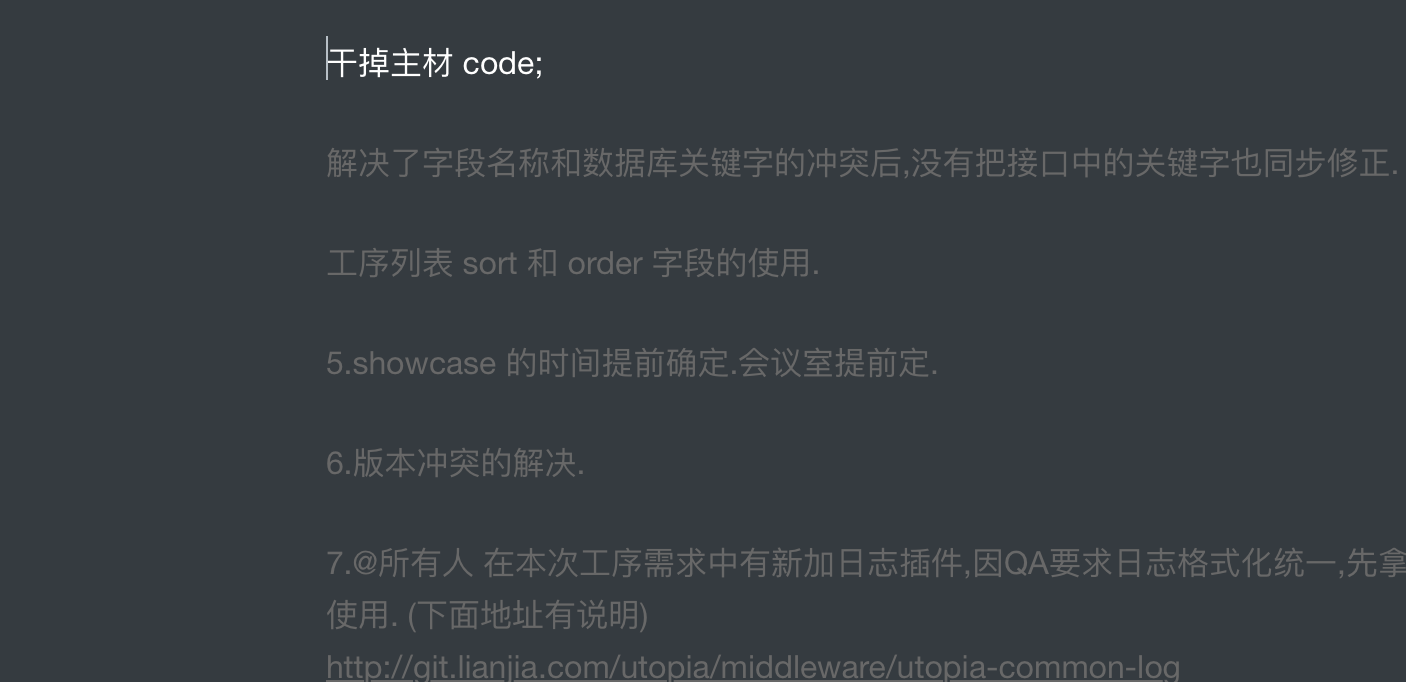 干掉主材 code;
解决了字段名称和数据库关键字的冲突后,没有把接口中的关键字也同步修正.
工序列表 sort 和 order 字段的使用.
5.showcase 的时间提前确定.会议室提前定.
6.版本冲突的解决.
7.@所有人 在本次工序需求中有新加日志插件,因QA要求日志格式化统一,先拿
使用. (下面地址有说明)
http://git.lianjia.com/utopia/middleware/utopia-common-log